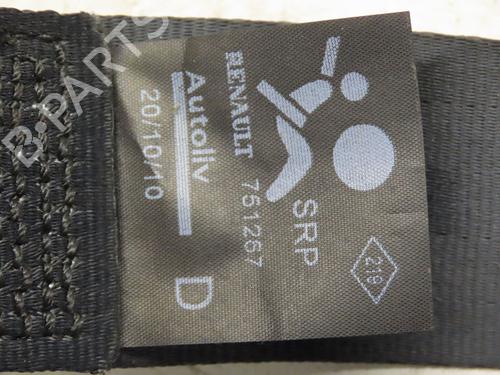 B-PARTS
RENAULT
Autoliv
20/10/10
751267
SRP
D
219